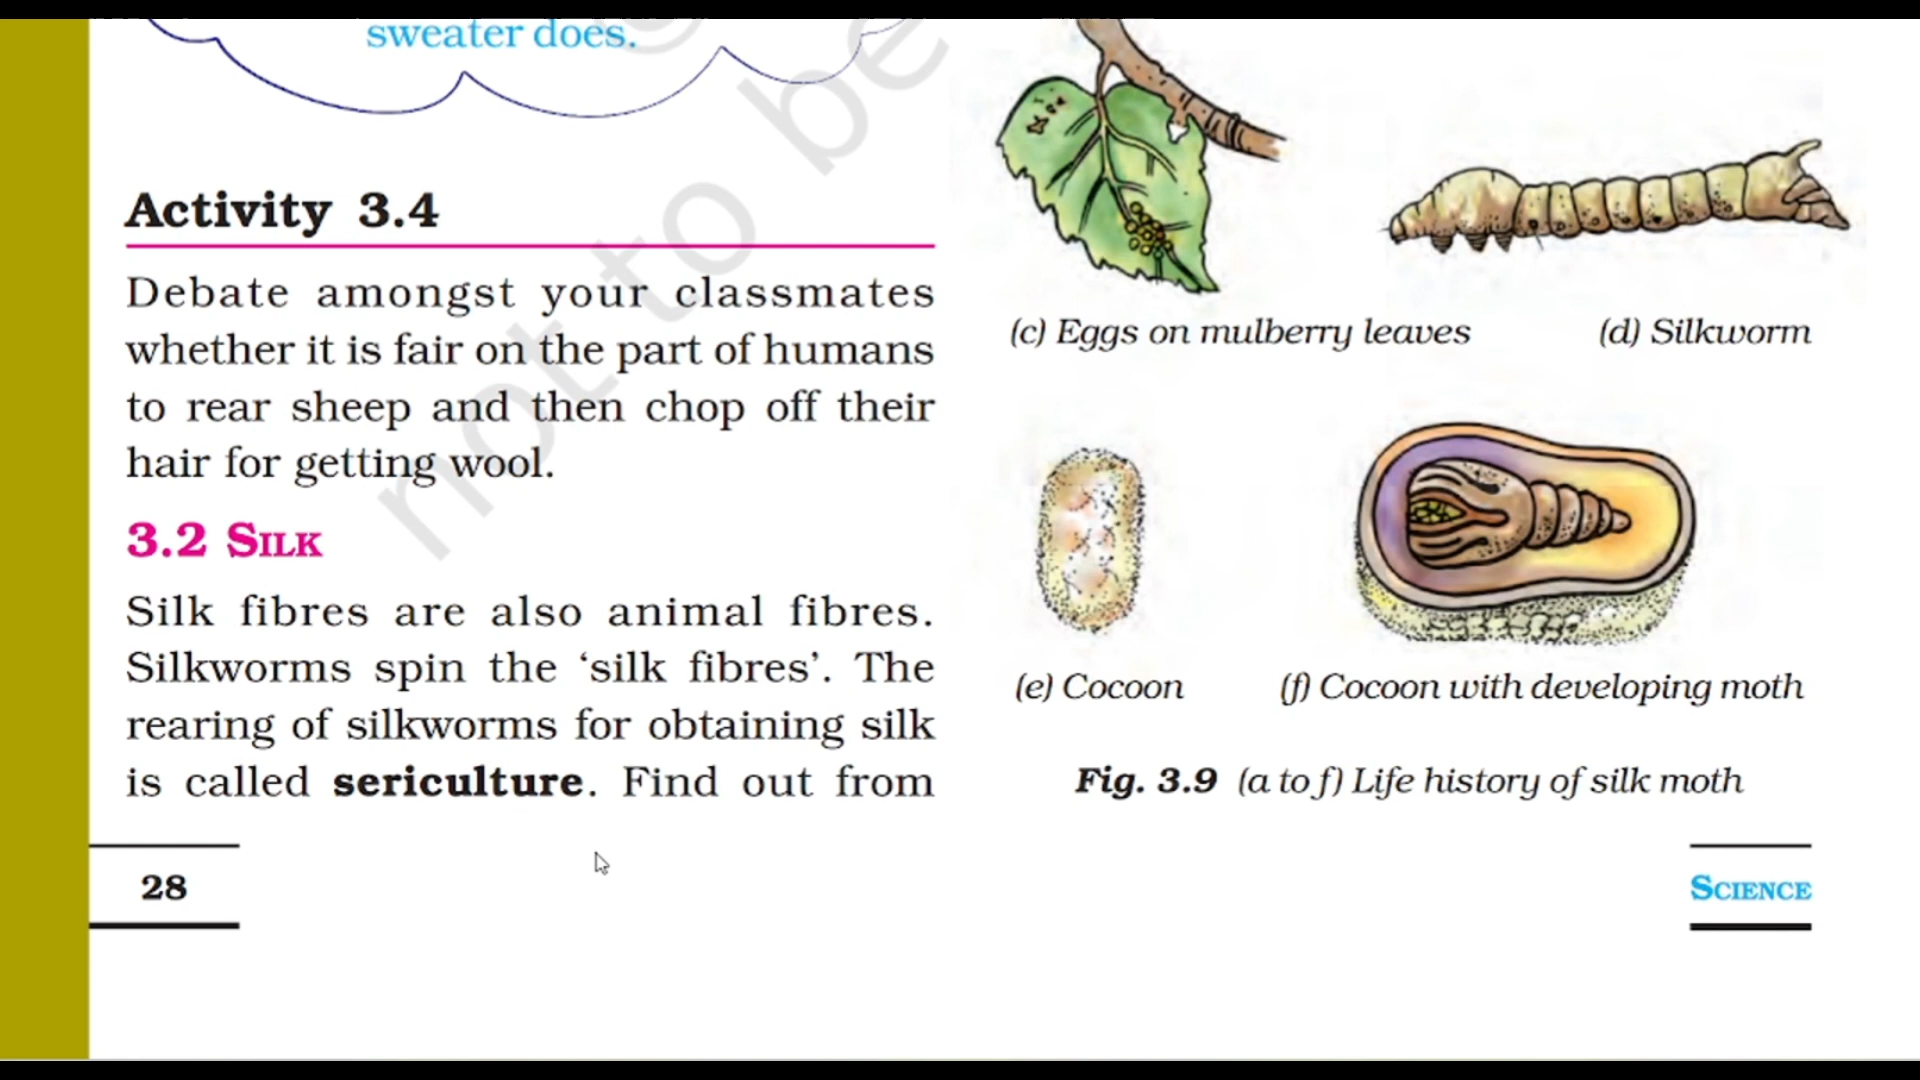 sweater does.
Activity 3.4
Debate amongst your classmates
whether it is fair on the part of humans
to rear sheep and then chop off their
hair for getting wool.
3.2 SILK
Silk fibres are also animal fibres.
Silkworms spin the ‘silk fibres’. The
rearing of silkworms for obtaining silk
is called sericulture. Find out from
28
(c) Eggs on mulberry leaves (d) Silkworm
(e) Cocoon (f) Cocoon with developing moth
Fig. 3.9 (a to f) Life history of silk moth
SCIENCE
not to be